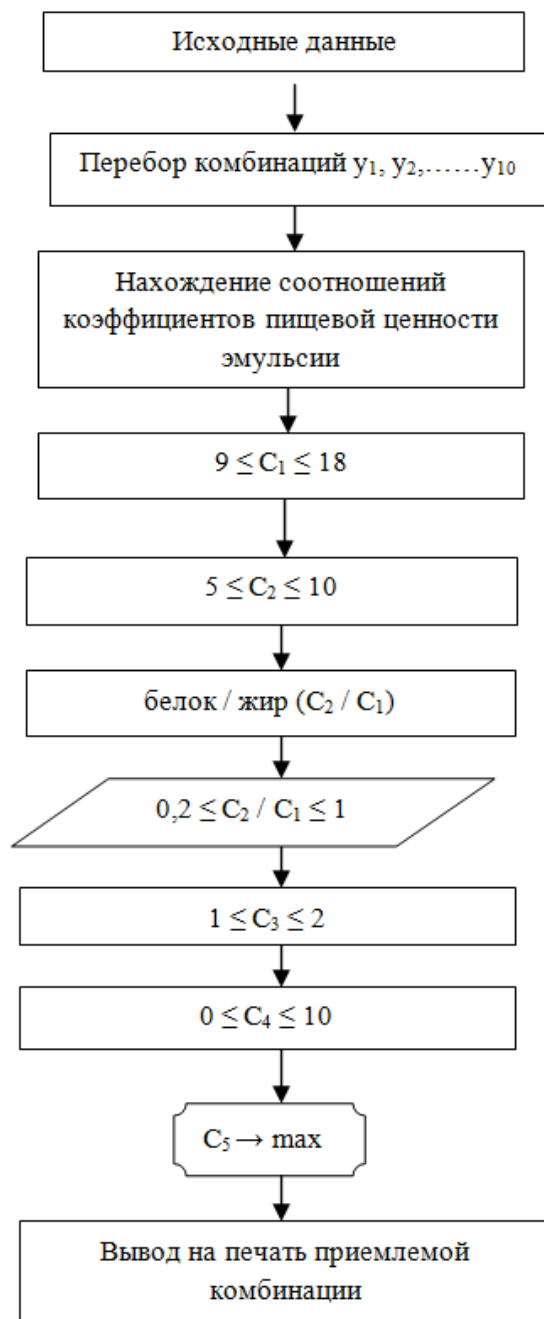 Исходные данные
Перебор комбинаций y₁, y₂,……y₁₀
Нахождение соотношений
коэффициентов пищевой ценности
эмульсии
9 ≤ C₁ ≤ 18
5 ≤ C₂ ≤ 10
белок / жир (C₂ / C₁)
0,2 ≤ C₂ / C₁ ≤ 1
1 ≤ C₃ ≤ 2
0 ≤ C₄ ≤ 10
C₅ → max
Вывод на печать приемлемой
комбинации